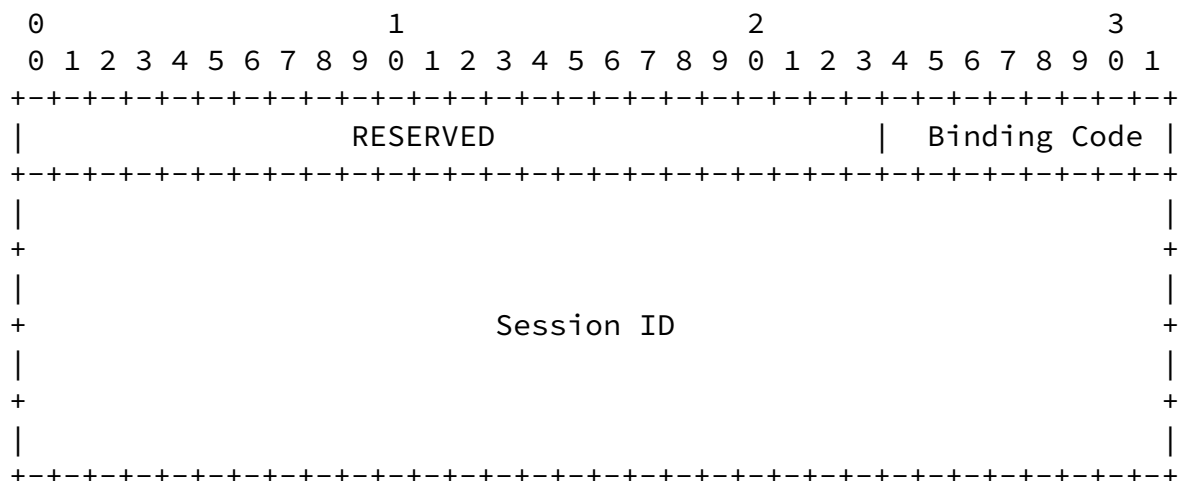 0                   1                   2                   3
 0 1 2 3 4 5 6 7 8 9 0 1 2 3 4 5 6 7 8 9 0 1 2 3 4 5 6 7 8 9 0 1
+-+-+-+-+-+-+-+-+-+-+-+-+-+-+-+-+-+-+-+-+-+-+-+-+-+-+-+-+-+-+-+-+
|                  RESERVED                     |  Binding Code |
+-+-+-+-+-+-+-+-+-+-+-+-+-+-+-+-+-+-+-+-+-+-+-+-+-+-+-+-+-+-+-+-+
|                                                               |
+                                                               +
|                                                               |
+                          Session ID                           +
|                                                               |
+                                                               +
|                                                               |
+-+-+-+-+-+-+-+-+-+-+-+-+-+-+-+-+-+-+-+-+-+-+-+-+-+-+-+-+-+-+-+-+